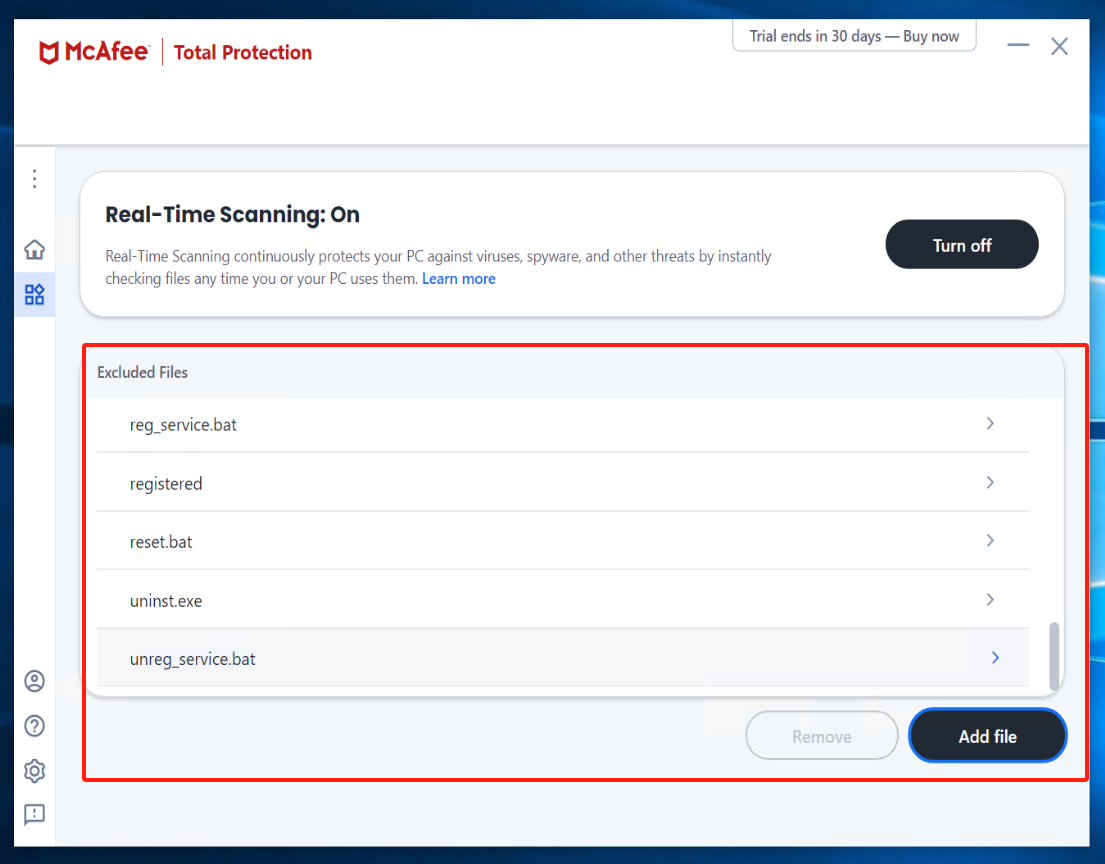 McAfee Total Protection
Trial ends in 30 days — Buy now
Real-Time Scanning: On
Real-Time Scanning continuously protects your PC against viruses, spyware, and other threats by instantly
checking files any time you or your PC uses them. Learn more
Turn off
Excluded Files
reg_service.bat
registered
reset.bat
uninst.exe
unreg_service.bat
Remove
Add file